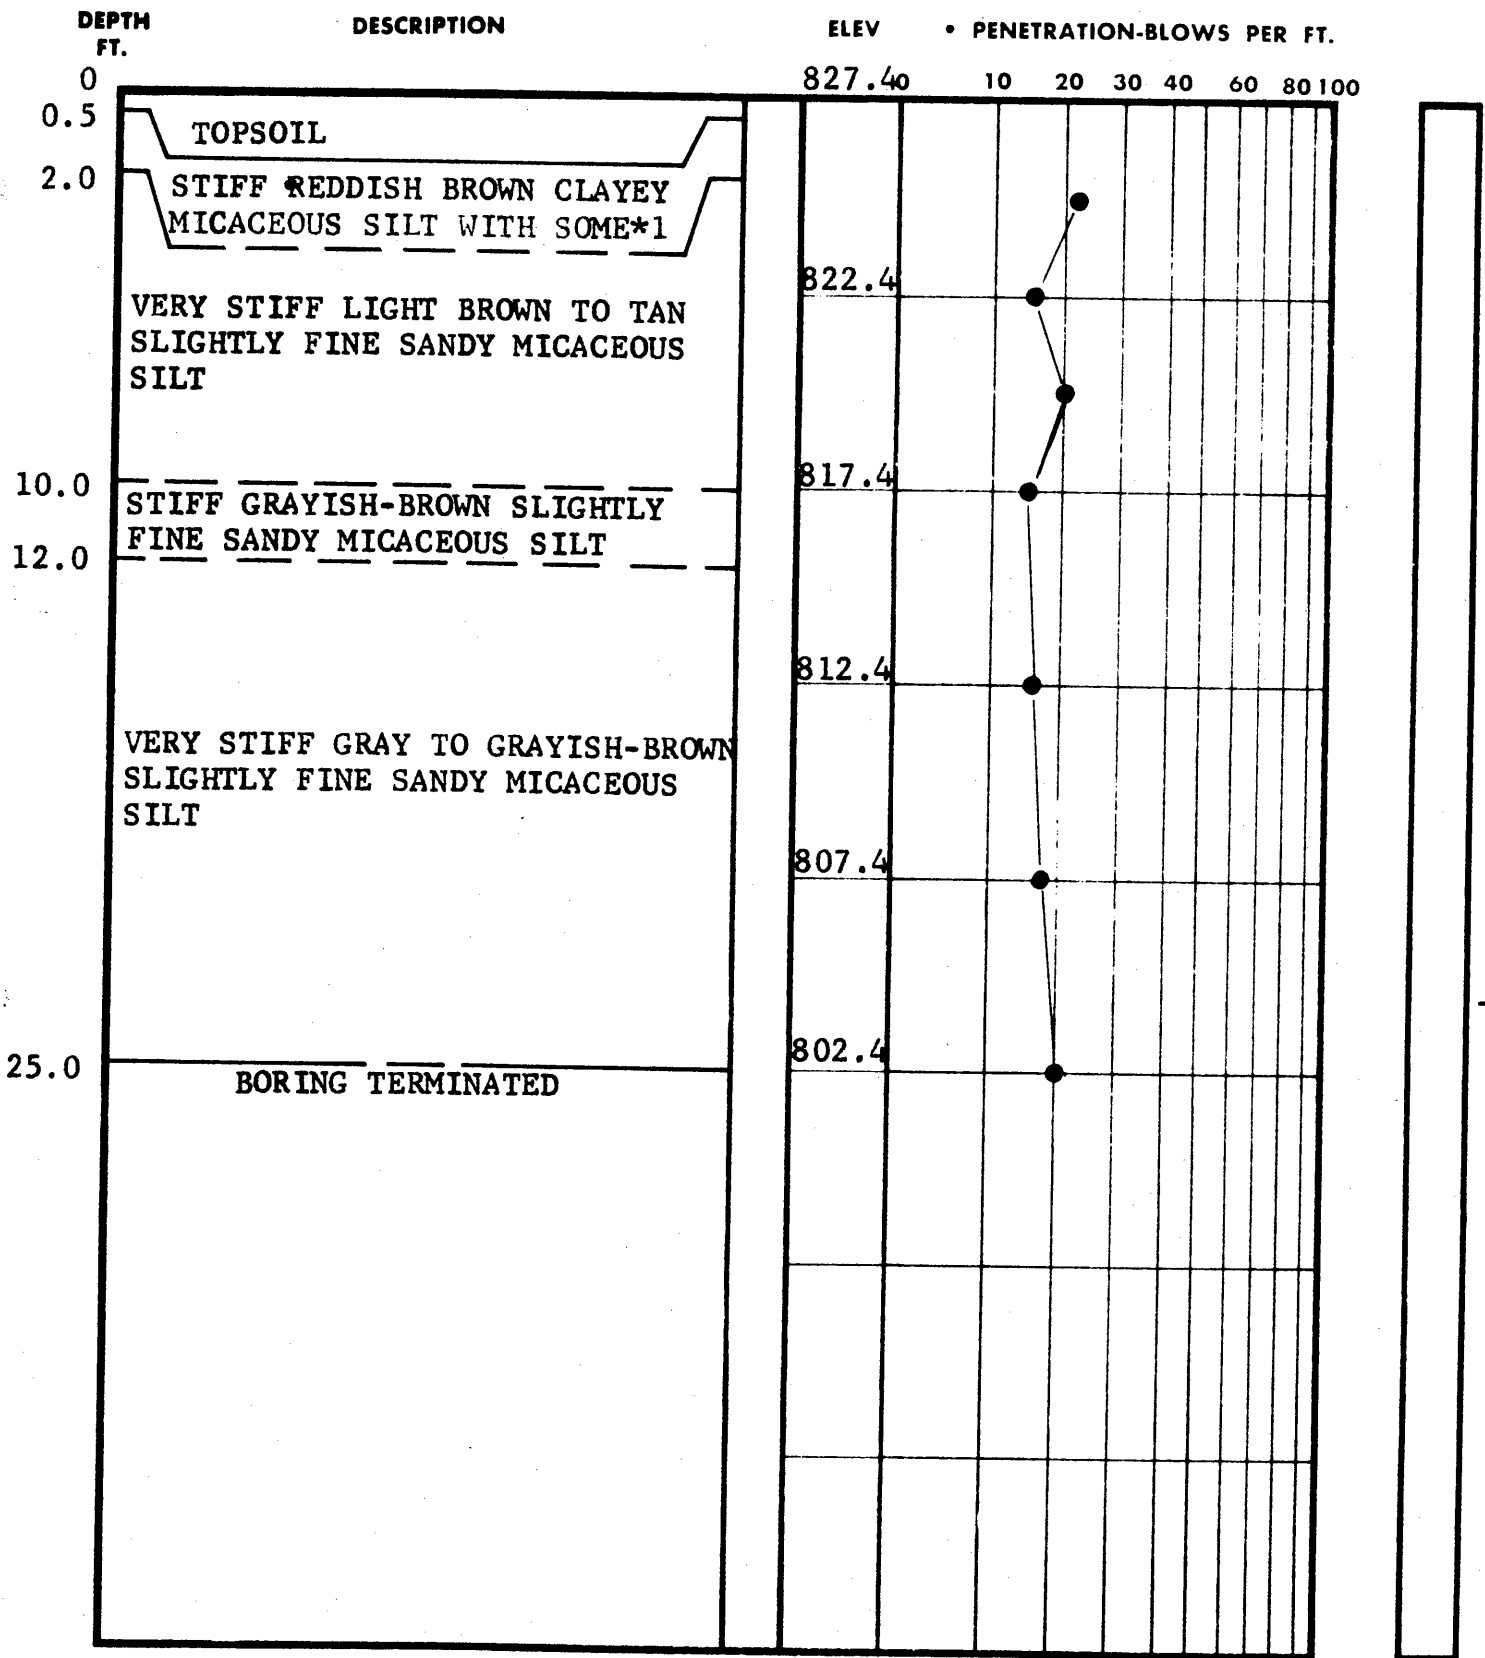 DEPTH FT. DESCRIPTION ELEV • PENETRATION-BLOWS PER FT.
0 827.4 0 10 20 30 40 60 80 100
0.5 TOPSOIL
2.0 STIFF REDDISH BROWN CLAYEY
MICACEOUS SILT WITH SOME*1
822.4
VERY STIFF LIGHT BROWN TO TAN
SLIGHTLY FINE SANDY MICACEOUS
SILT
10.0 817.4
STIFF GRAYISH-BROWN SLIGHTLY
FINE SANDY MICACEOUS SILT
12.0
812.4
VERY STIFF GRAY TO GRAYISH-BROWN
SLIGHTLY FINE SANDY MICACEOUS
SILT
807.4
25.0 802.4
BORING TERMINATED